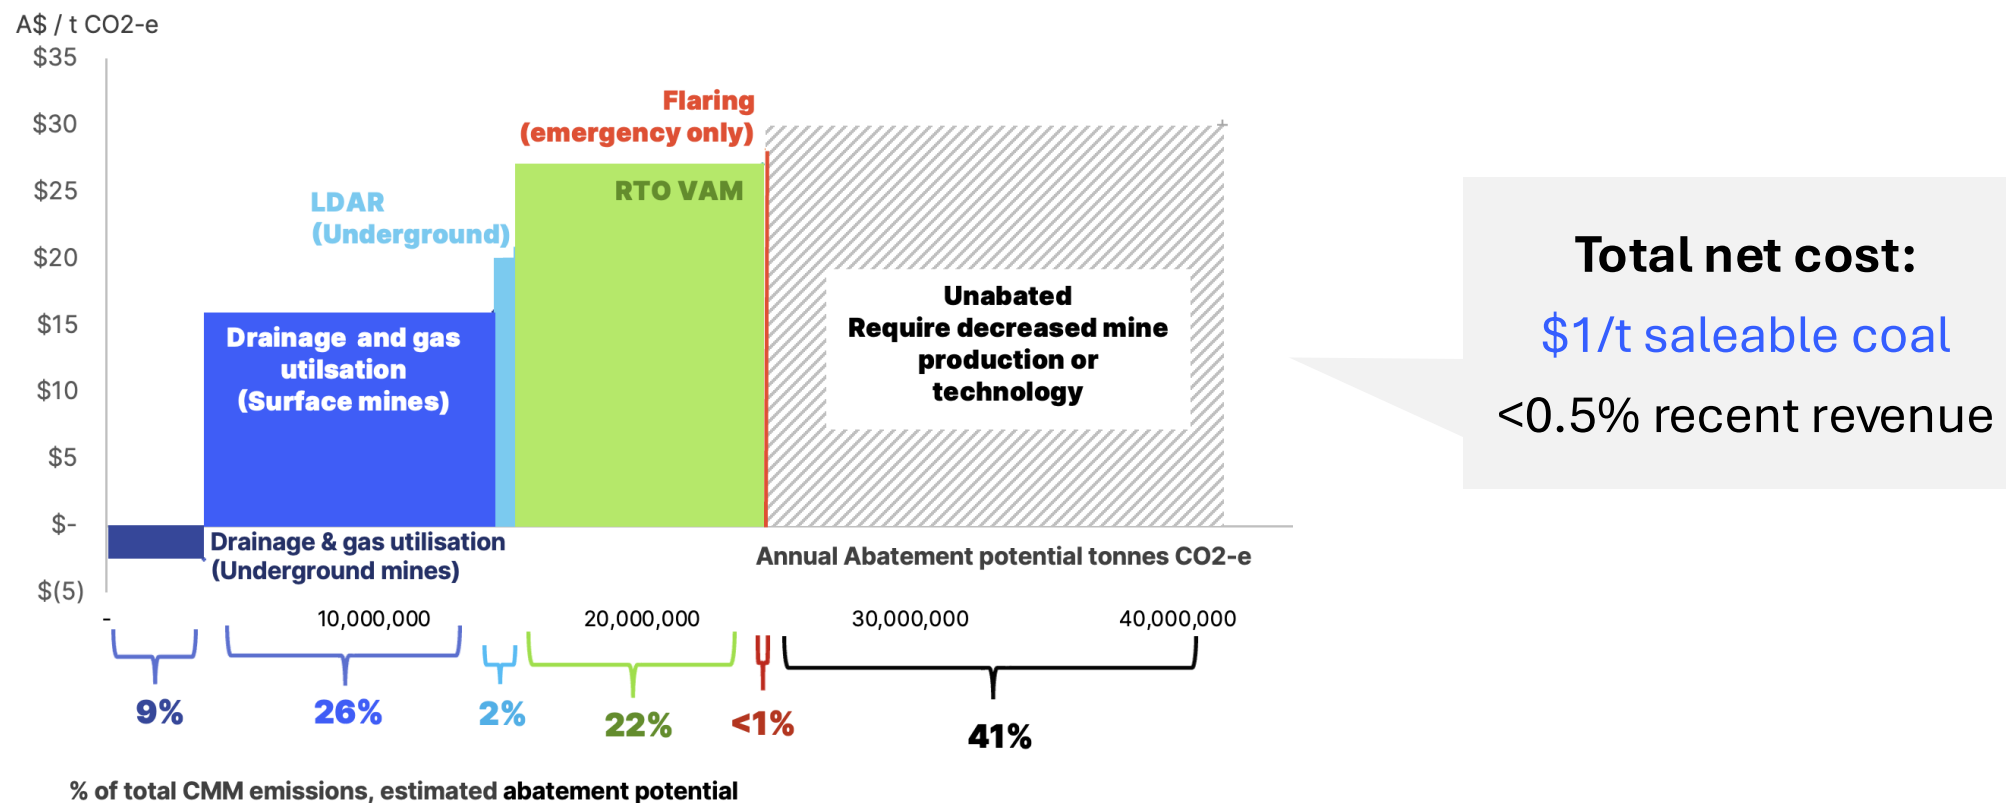 A$ / t CO2-e
$35
$30
$25
$20
$15
$10
$5
$-
$(5)
Flaring
(emergency only)
RTO VAM
LDAR
(Underground)
Drainage and gas
utilsation
(Surface mines)
Unabated
Require decreased mine
production or
technology
Drainage & gas utilisation
(Underground mines)
Annual Abatement potential tonnes CO2-e
-
10,000,000
20,000,000
30,000,000
40,000,000
9%
26%
2%
22%
<1%
41%
% of total CMM emissions, estimated abatement potential
Total net cost:
$1/t saleable coal
<0.5% recent revenue